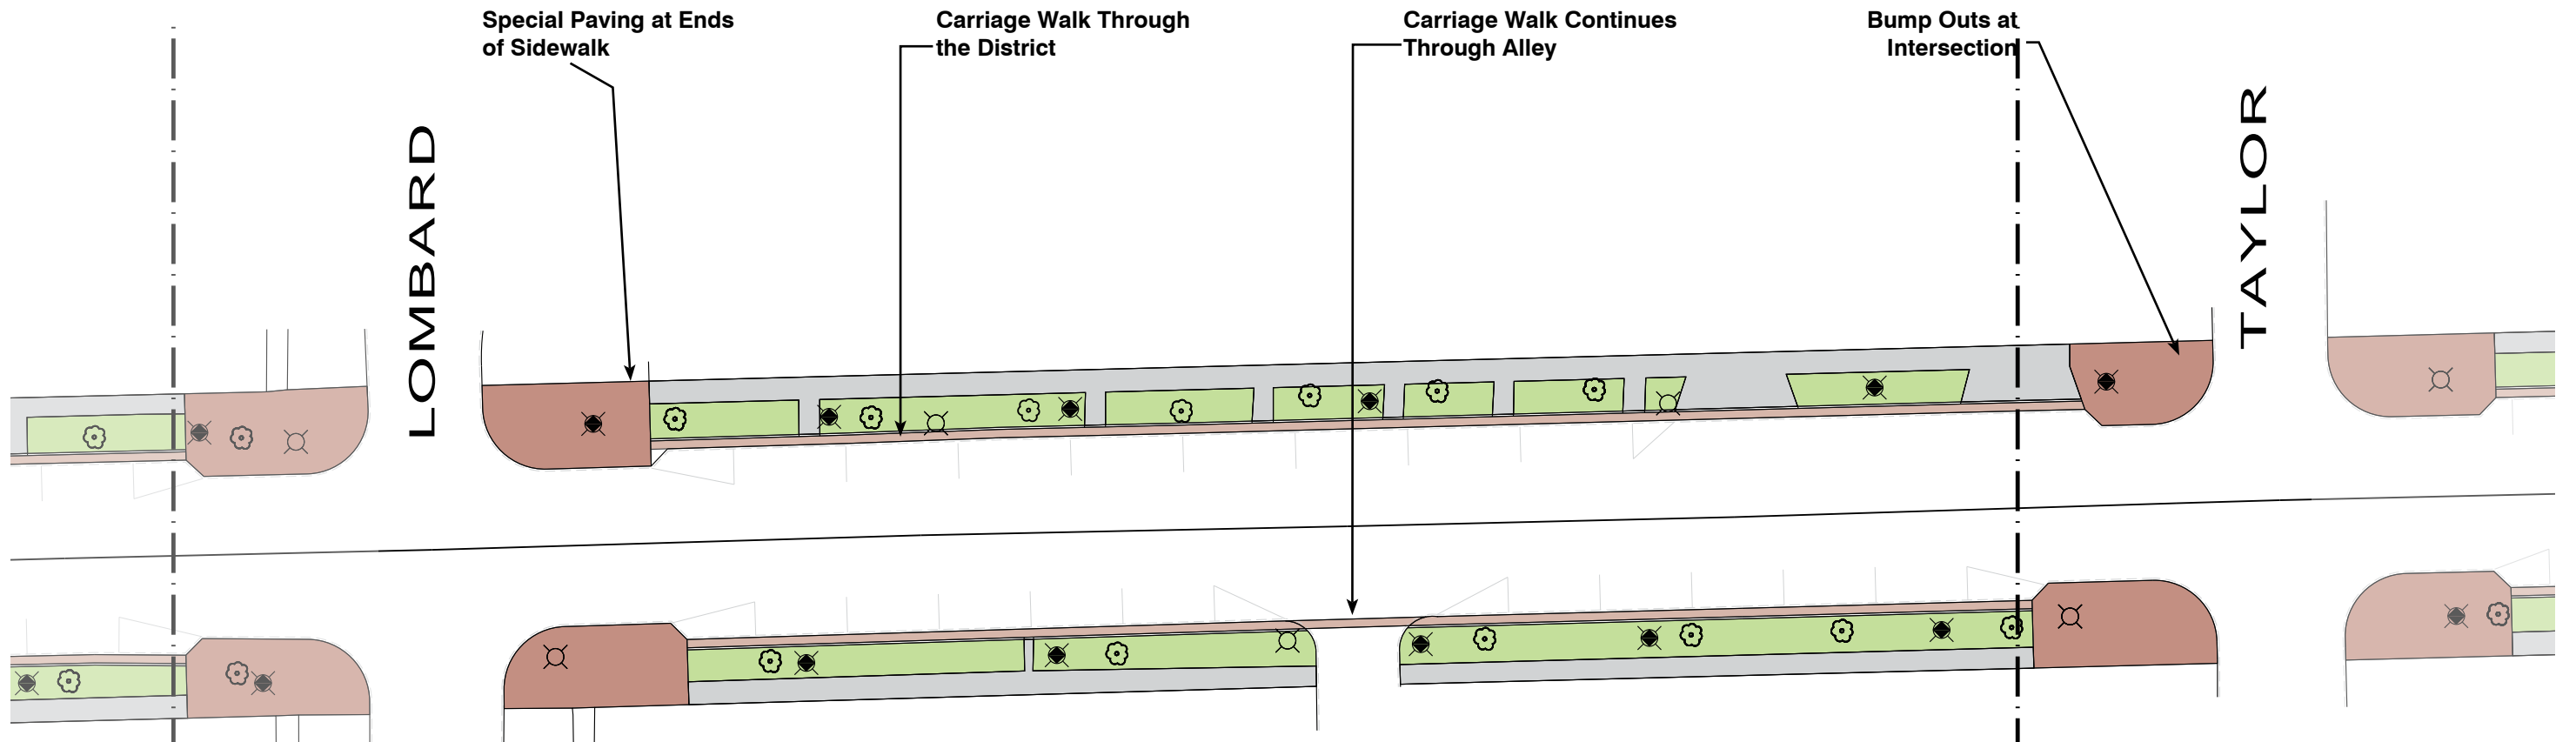 Special Paving at Ends
of Sidewalk
Carriage Walk Through
the District
Carriage Walk Continues
Through Alley
Bump Outs at
Intersection
LOMBARD
TAYLOR